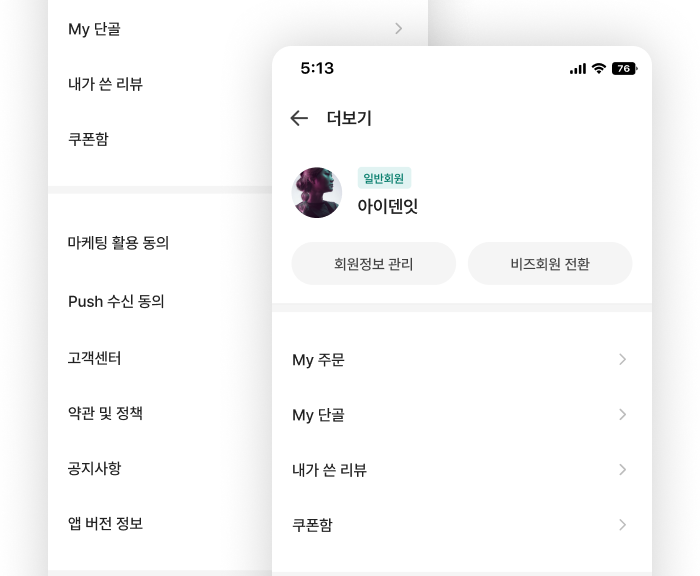 My 단골
내가 쓴 리뷰
쿠폰함
마케팅 활용 동의
Push 수신 동의
고객센터
약관 및 정책
공지사항
앱 버전 정보
5:13
76
더보기
일반회원
아이덴잇
회원정보 관리
비즈회원 전환
My 주문
My 단골
내가 쓴 리뷰
쿠폰함